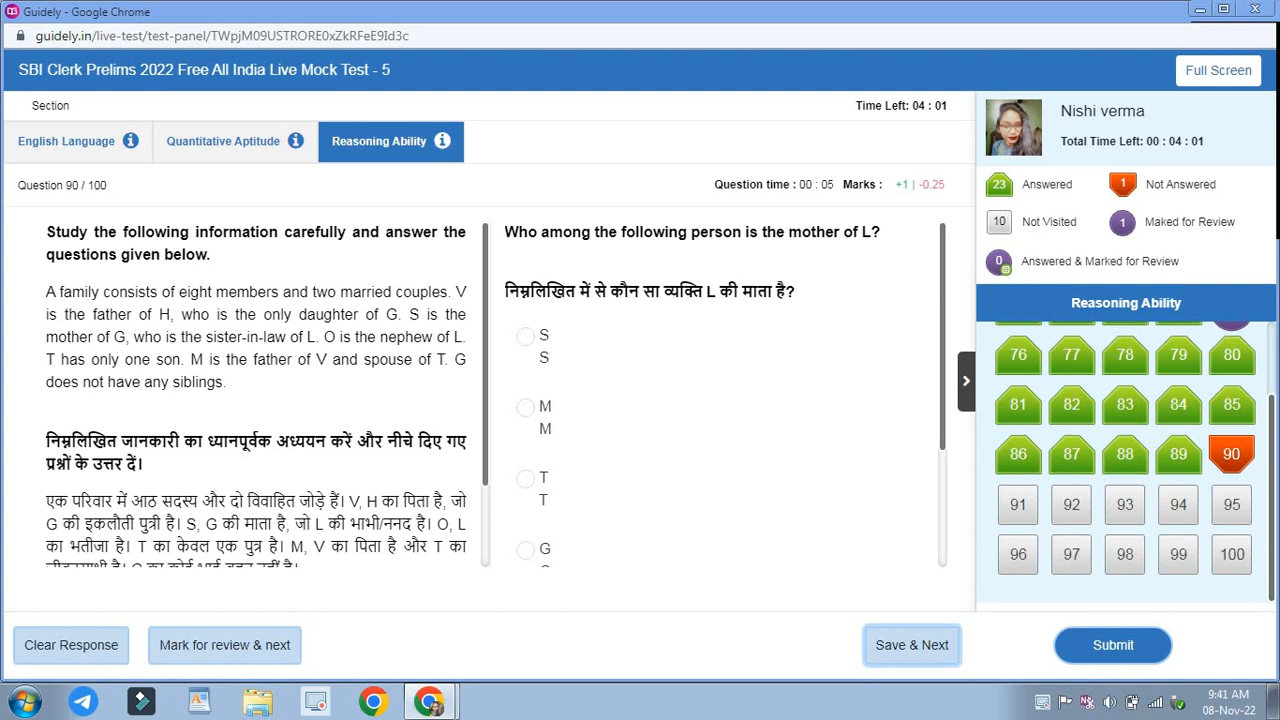 Guidely - Google Chrome
guidely.in/live-test/test-panel/TWpjM09USTRORE0xZkRFeE9Id3c
SBI Clerk Prelims 2022 Free All India Live Mock Test - 5
Full Screen
Section
Time Left: 04 : 01
English Language
Quantitative Aptitude
Reasoning Ability
Question 90 / 100
Question time : 00 : 05 Marks : +1 | -0.25
Study the following information carefully and answer the
questions given below.
A family consists of eight members and two married couples. V
is the father of H, who is the only daughter of G. S is the
mother of G, who is the sister-in-law of L. O is the nephew of L.
T has only one son. M is the father of V and spouse of T. G
does not have any siblings.
निम्नलिखित जानकारी का ध्यानपूर्वक अध्ययन करें और नीचे दिए गए
प्रश्नों के उत्तर दें।
एक परिवार में आठ सदस्य और दो विवाहित जोड़े हैं। V, H का पिता है, जो
G की इकलौती पुत्री है। S, G की माता है, जो L की भाभी/ननद है। O, L
का भतीजा है। T का केवल एक पुत्र है। M, V का पिता है और T का
Who among the following person is the mother of L?
निम्नलिखित में से कौन सा व्यक्ति L की माता है?
S
S
M
M
T
T
G
Nishi verma
Total Time Left: 00 : 04 : 01
23 Answered
1 Not Answered
10 Not Visited
1 Maked for Review
0 Answered & Marked for Review
Reasoning Ability
76 77 78 79 80
81 82 83 84 85
86 87 88 89 90
91 92 93 94 95
96 97 98 99 100
Clear Response
Mark for review & next
Save & Next
Submit
9:41 AM
08-Nov-22